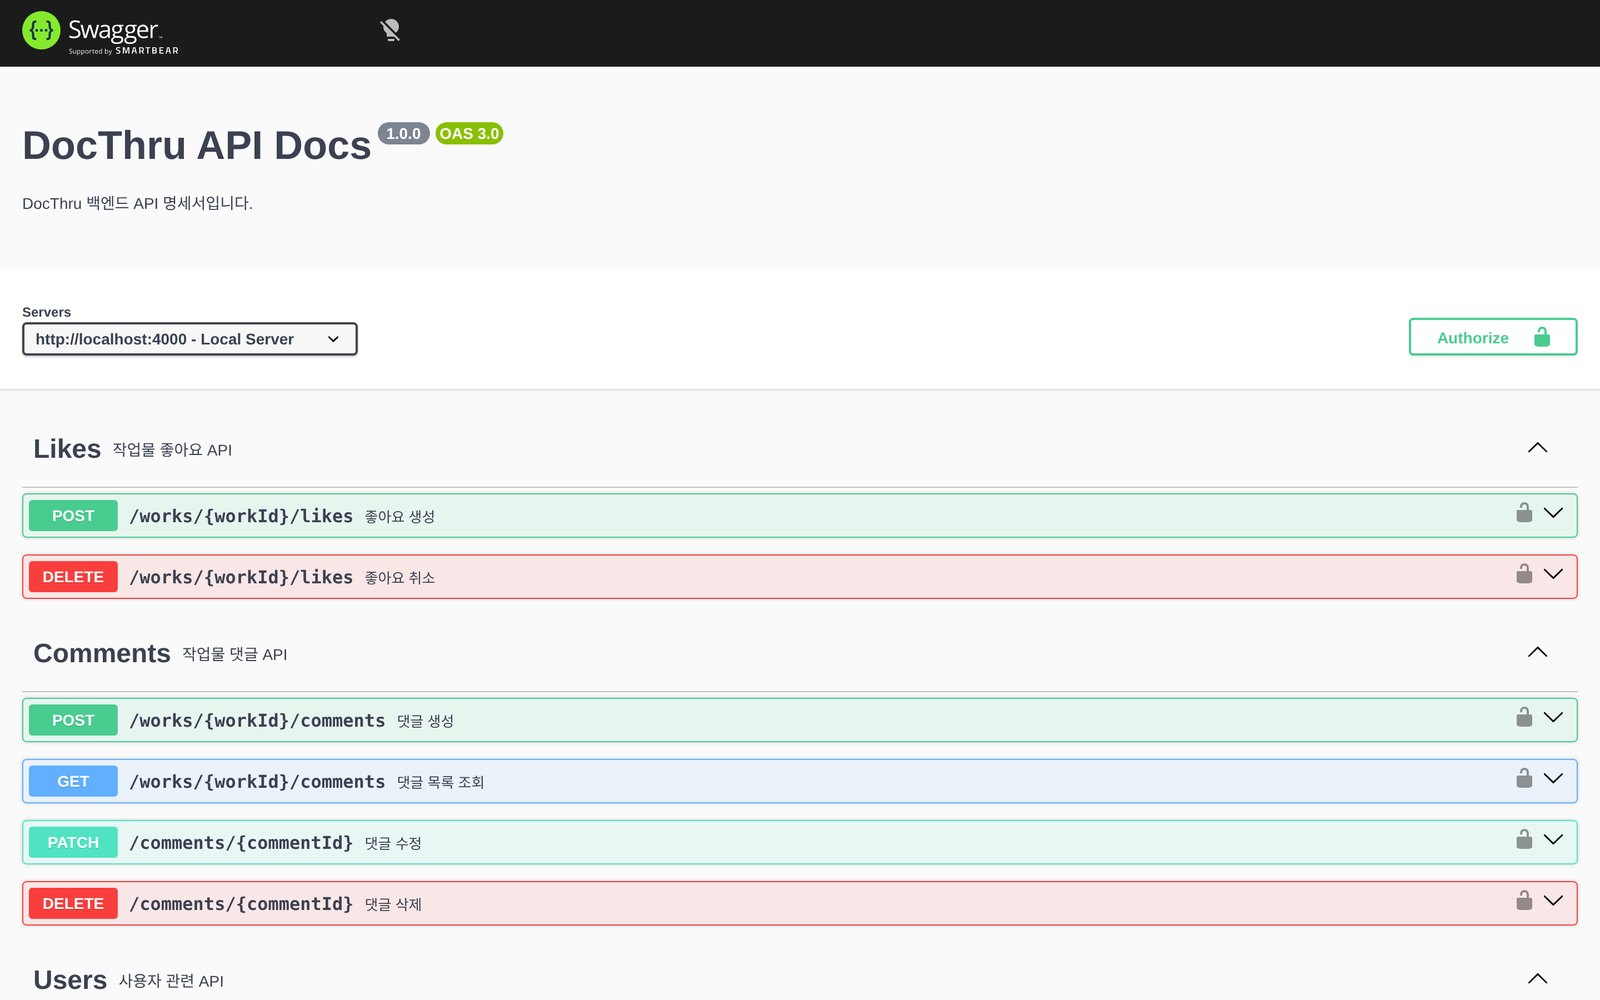 Swagger
Supported by SMARTBEAR
DocThru API Docs 1.0.0 OAS 3.0
DocThru 백엔드 API 명세서입니다.
Servers
http://localhost:4000 - Local Server
Authorize
Likes 작업물 좋아요 API
POST /works/{workId}/likes 좋아요 생성
DELETE /works/{workId}/likes 좋아요 취소
Comments 작업물 댓글 API
POST /works/{workId}/comments 댓글 생성
GET /works/{workId}/comments 댓글 목록 조회
PATCH /comments/{commentId} 댓글 수정
DELETE /comments/{commentId} 댓글 삭제
Users 사용자 관련 API